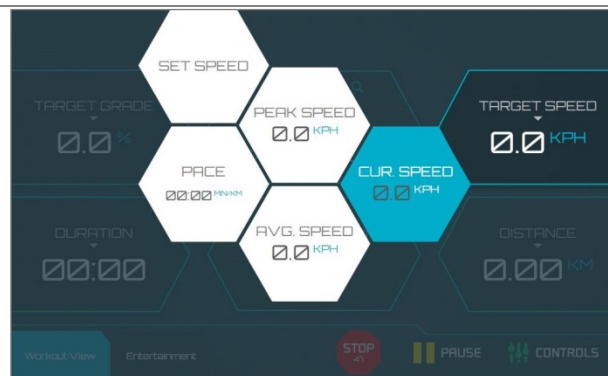 SET SPEED
PEAK SPEED
0.0 KPH
TARGET GRADE
0.0 %
TARGET SPEED
0.0 KPH
PACE
00:00 MIN/KM
CUR. SPEED
0.0 KPH
AVG. SPEED
0.0 KPH
DURATION
00:00
DISTANCE
0.00 KM
Workout View
Entertainment
STOP
PAUSE
CONTROLS